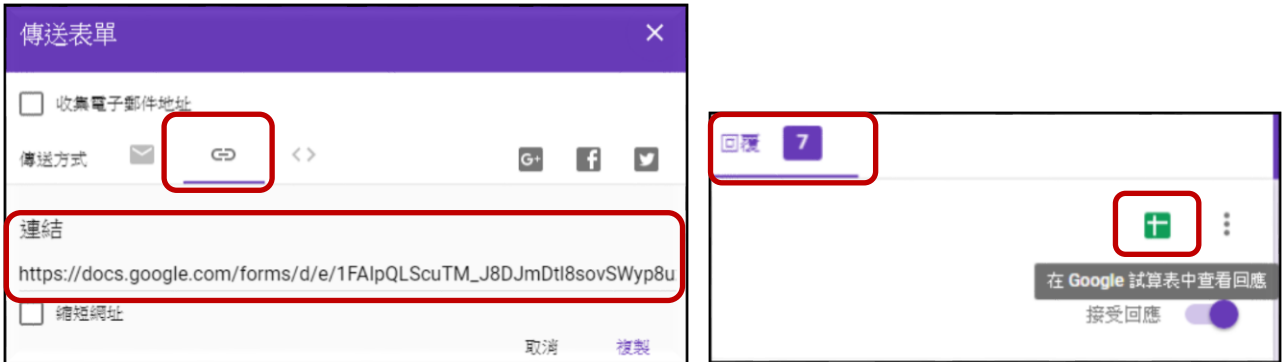 傳送表單
收集電子郵件地址
傳送方式
G+
連結
https://docs.google.com/forms/d/e/1FAIpQLScuTM_J8DJmDtI8sovSWyp8u
縮短網址
取消 複製
回覆 7
在 Google 試算表中查看回應
接受回應